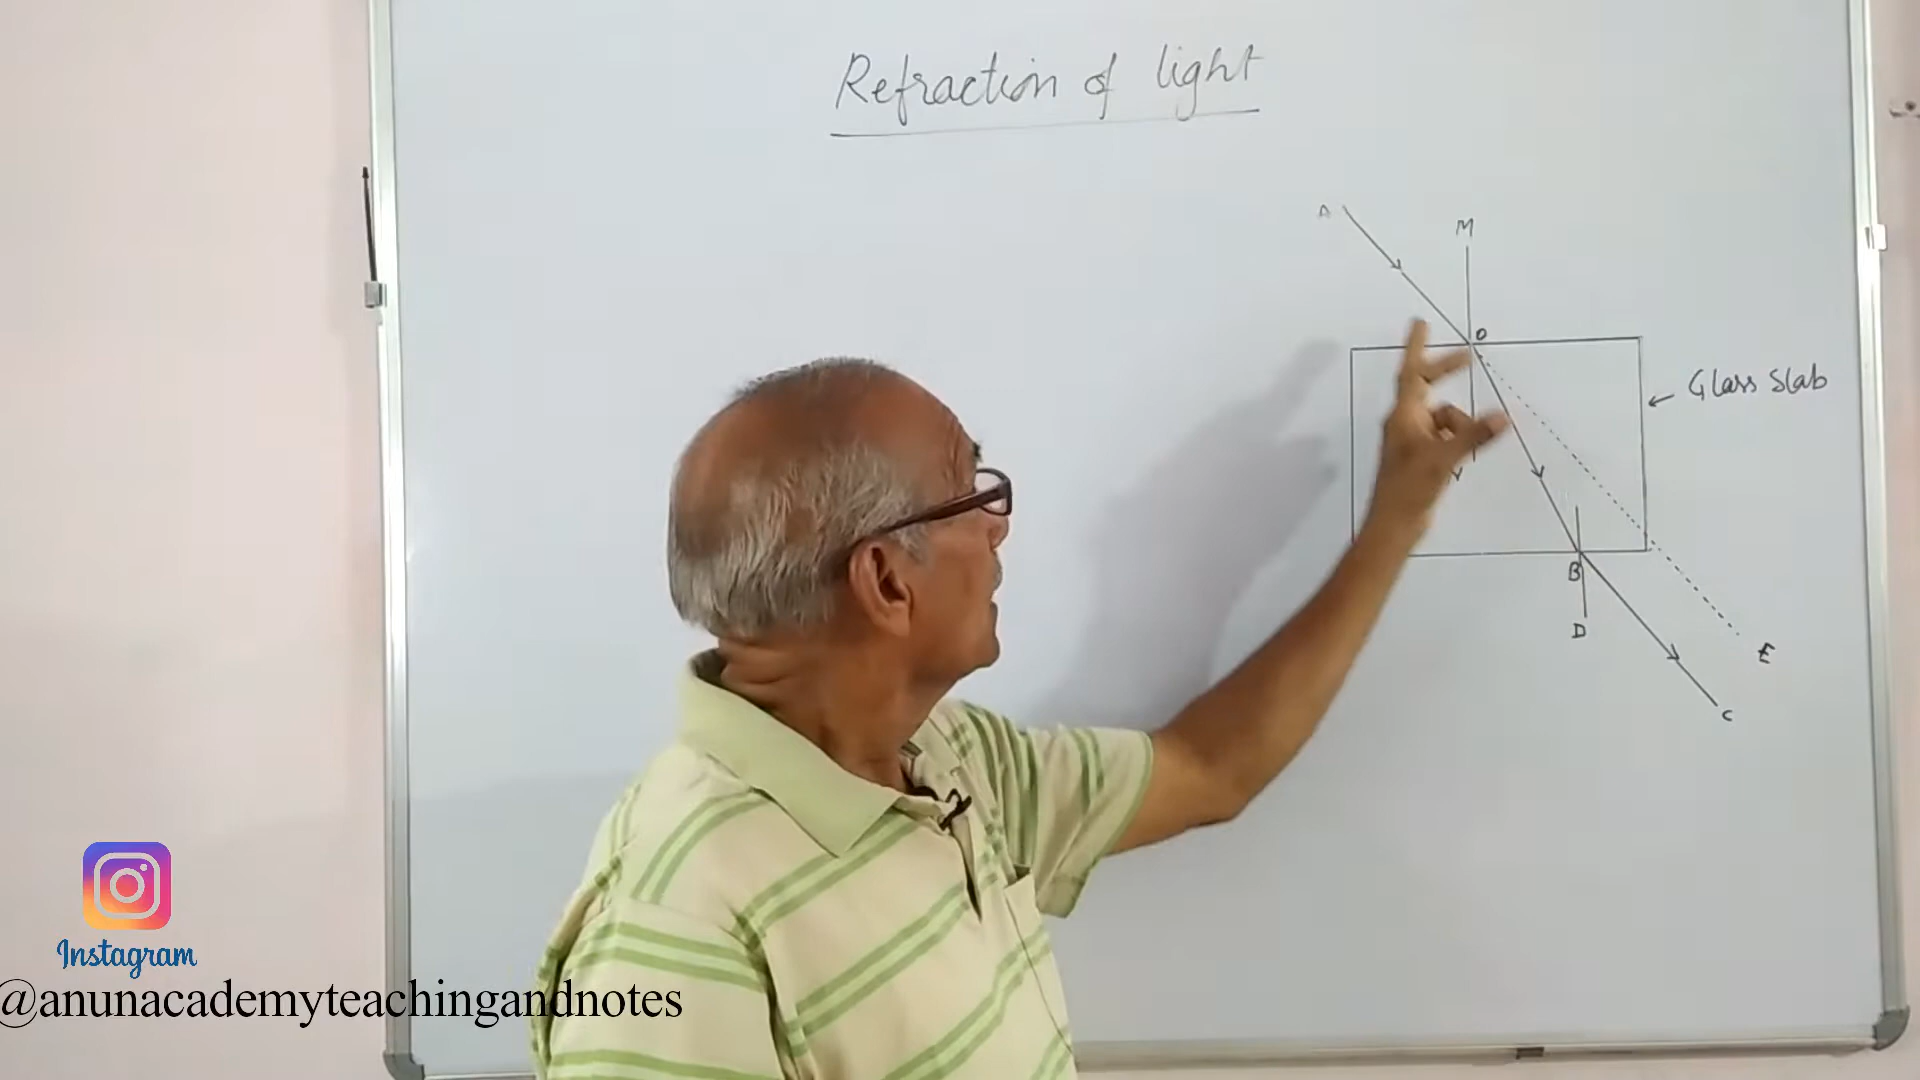 Refraction of light
A
M
O
Glass Slab
B
D
E
C
Instagram
@anunacademyteachingandnotes